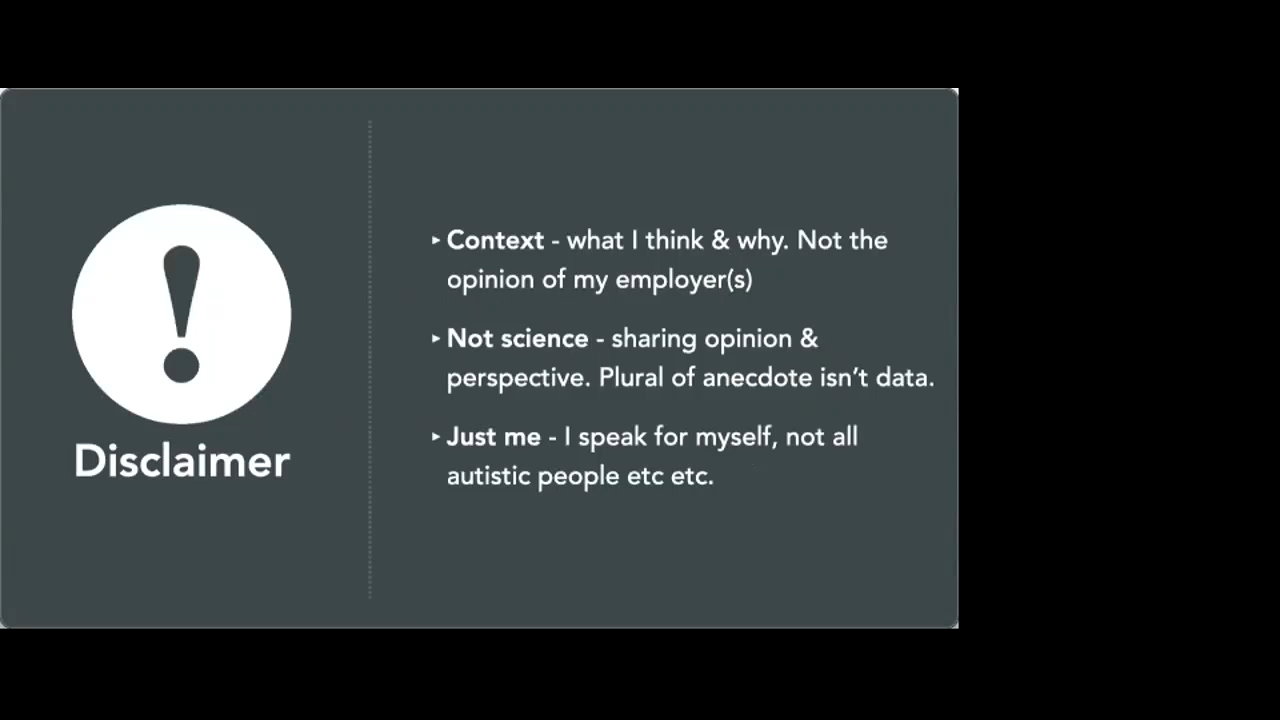 Disclaimer
▸ Context - what I think & why. Not the
opinion of my employer(s)
▸ Not science - sharing opinion &
perspective. Plural of anecdote isn’t data.
▸ Just me - I speak for myself, not all
autistic people etc etc.